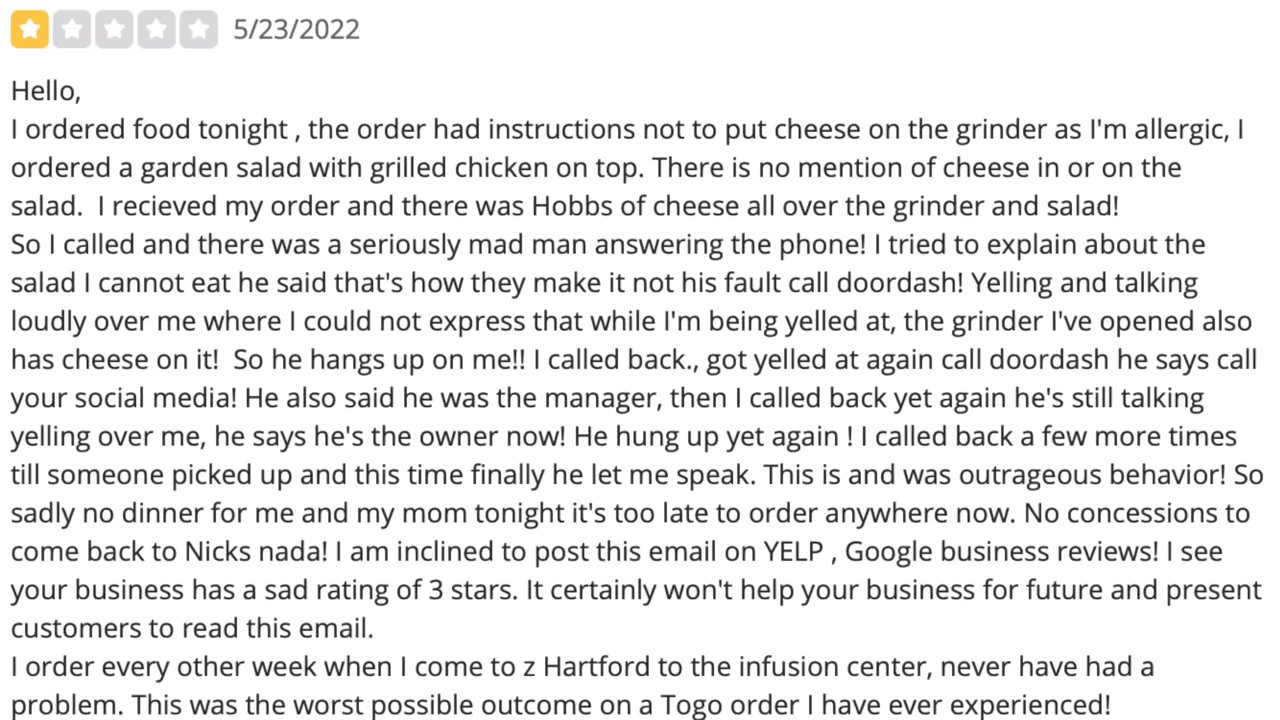 5/23/2022
Hello,
I ordered food tonight , the order had instructions not to put cheese on the grinder as I'm allergic, I
ordered a garden salad with grilled chicken on top. There is no mention of cheese in or on the
salad.  I recieved my order and there was Hobbs of cheese all over the grinder and salad!
So I called and there was a seriously mad man answering the phone! I tried to explain about the
salad I cannot eat he said that's how they make it not his fault call doordash! Yelling and talking
loudly over me where I could not express that while I'm being yelled at, the grinder I've opened also
has cheese on it!  So he hangs up on me!! I called back., got yelled at again call doordash he says call
your social media! He also said he was the manager, then I called back yet again he's still talking
yelling over me, he says he's the owner now! He hung up yet again ! I called back a few more times
till someone picked up and this time finally he let me speak. This is and was outrageous behavior! So
sadly no dinner for me and my mom tonight it's too late to order anywhere now. No concessions to
come back to Nicks nada! I am inclined to post this email on YELP , Google business reviews! I see
your business has a sad rating of 3 stars. It certainly won't help your business for future and present
customers to read this email.
I order every other week when I come to z Hartford to the infusion center, never have had a
problem. This was the worst possible outcome on a Togo order I have ever experienced!